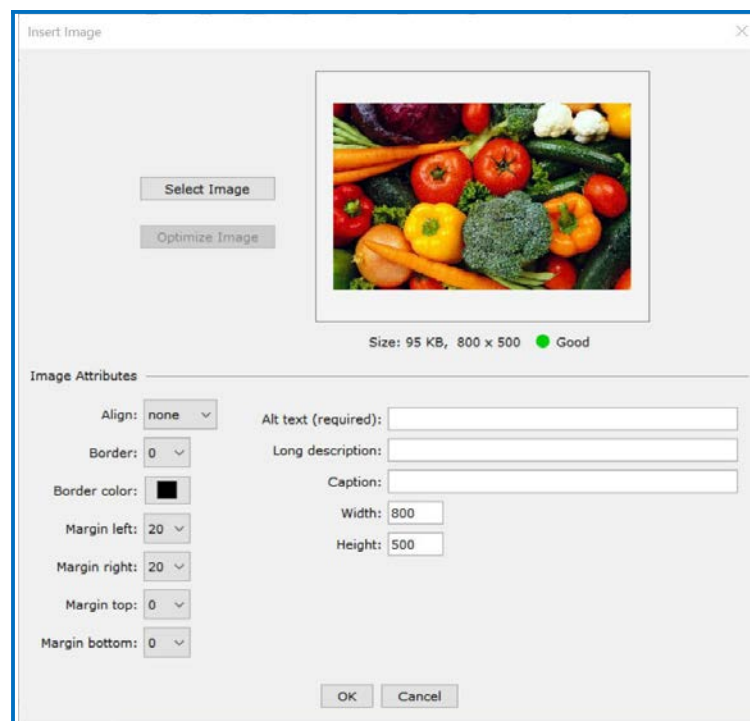 Insert Image
Select Image
Optimize Image
Size: 95 KB, 800 x 500 Good
Image Attributes
Align: none
Border: 0
Border color:
Margin left: 20
Margin right: 20
Margin top: 0
Margin bottom: 0
Alt text (required):
Long description:
Caption:
Width: 800
Height: 500
OK Cancel